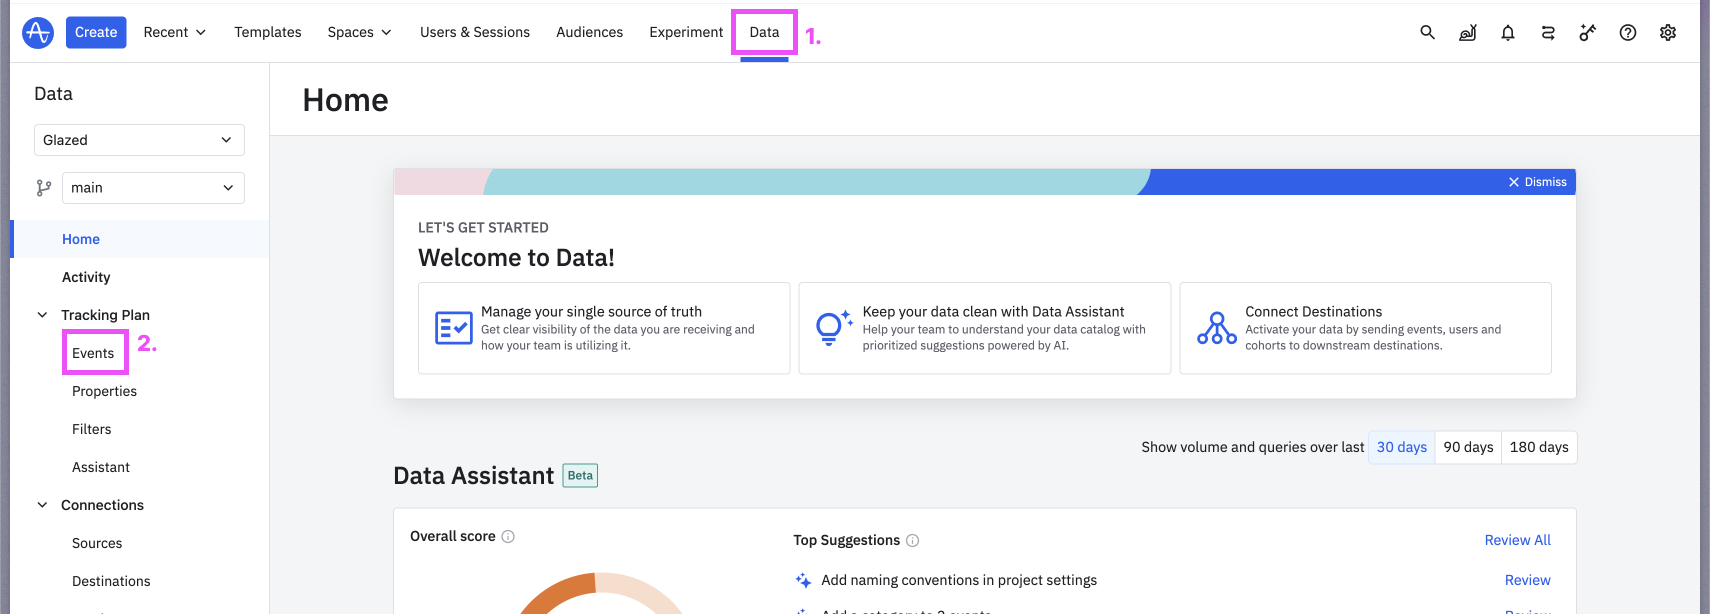 Create
Recent
Templates
Spaces
Users & Sessions
Audiences
Experiment
Data
1.
Data
Glazed
main
Home
Activity
Tracking Plan
Events
2.
Properties
Filters
Assistant
Connections
Sources
Destinations
Home
Dismiss
LET'S GET STARTED
Welcome to Data!
Manage your single source of truth
Get clear visibility of the data you are receiving and
how your team is utilizing it.
Keep your data clean with Data Assistant
Help your team to understand your data catalog with
prioritized suggestions powered by AI.
Connect Destinations
Activate your data by sending events, users and
cohorts to downstream destinations.
Show volume and queries over last 30 days 90 days 180 days
Data Assistant Beta
Overall score
Top Suggestions
Review All
Add naming conventions in project settings
Review